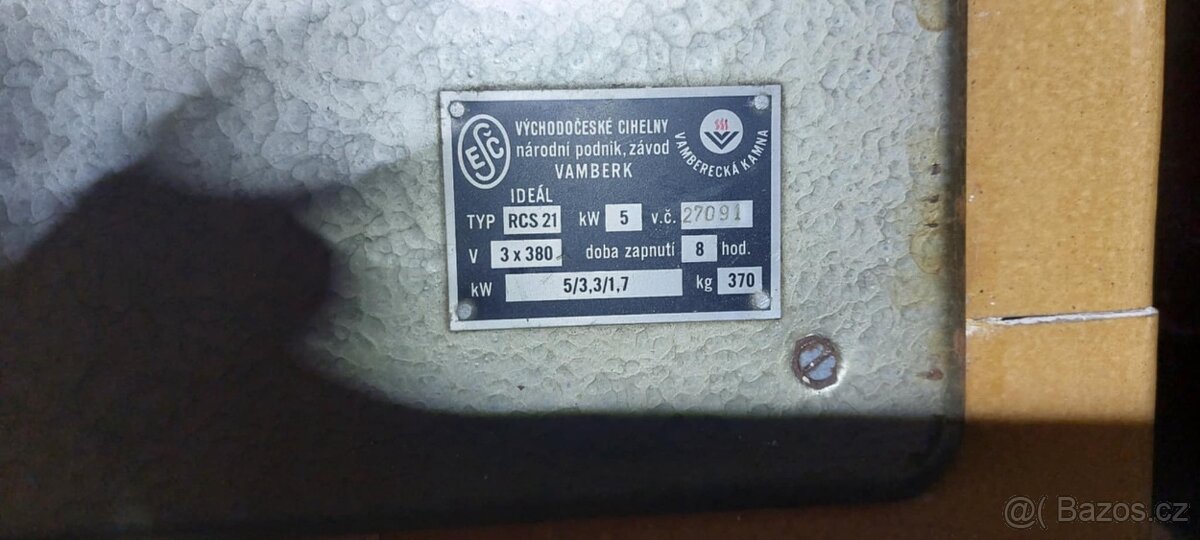 ESČ
VÝCHODOČESKÉ CIHELNY
národní podnik, závod
VAMBERK
VAMBERECKÁ KAMNA
IDEÁL
TYP RCS 21 kW 5 v.č. 27091
V 3 x 380 doba zapnutí 8 hod.
kW 5/3,3/1,7 kg 370
@( Bazos.cz